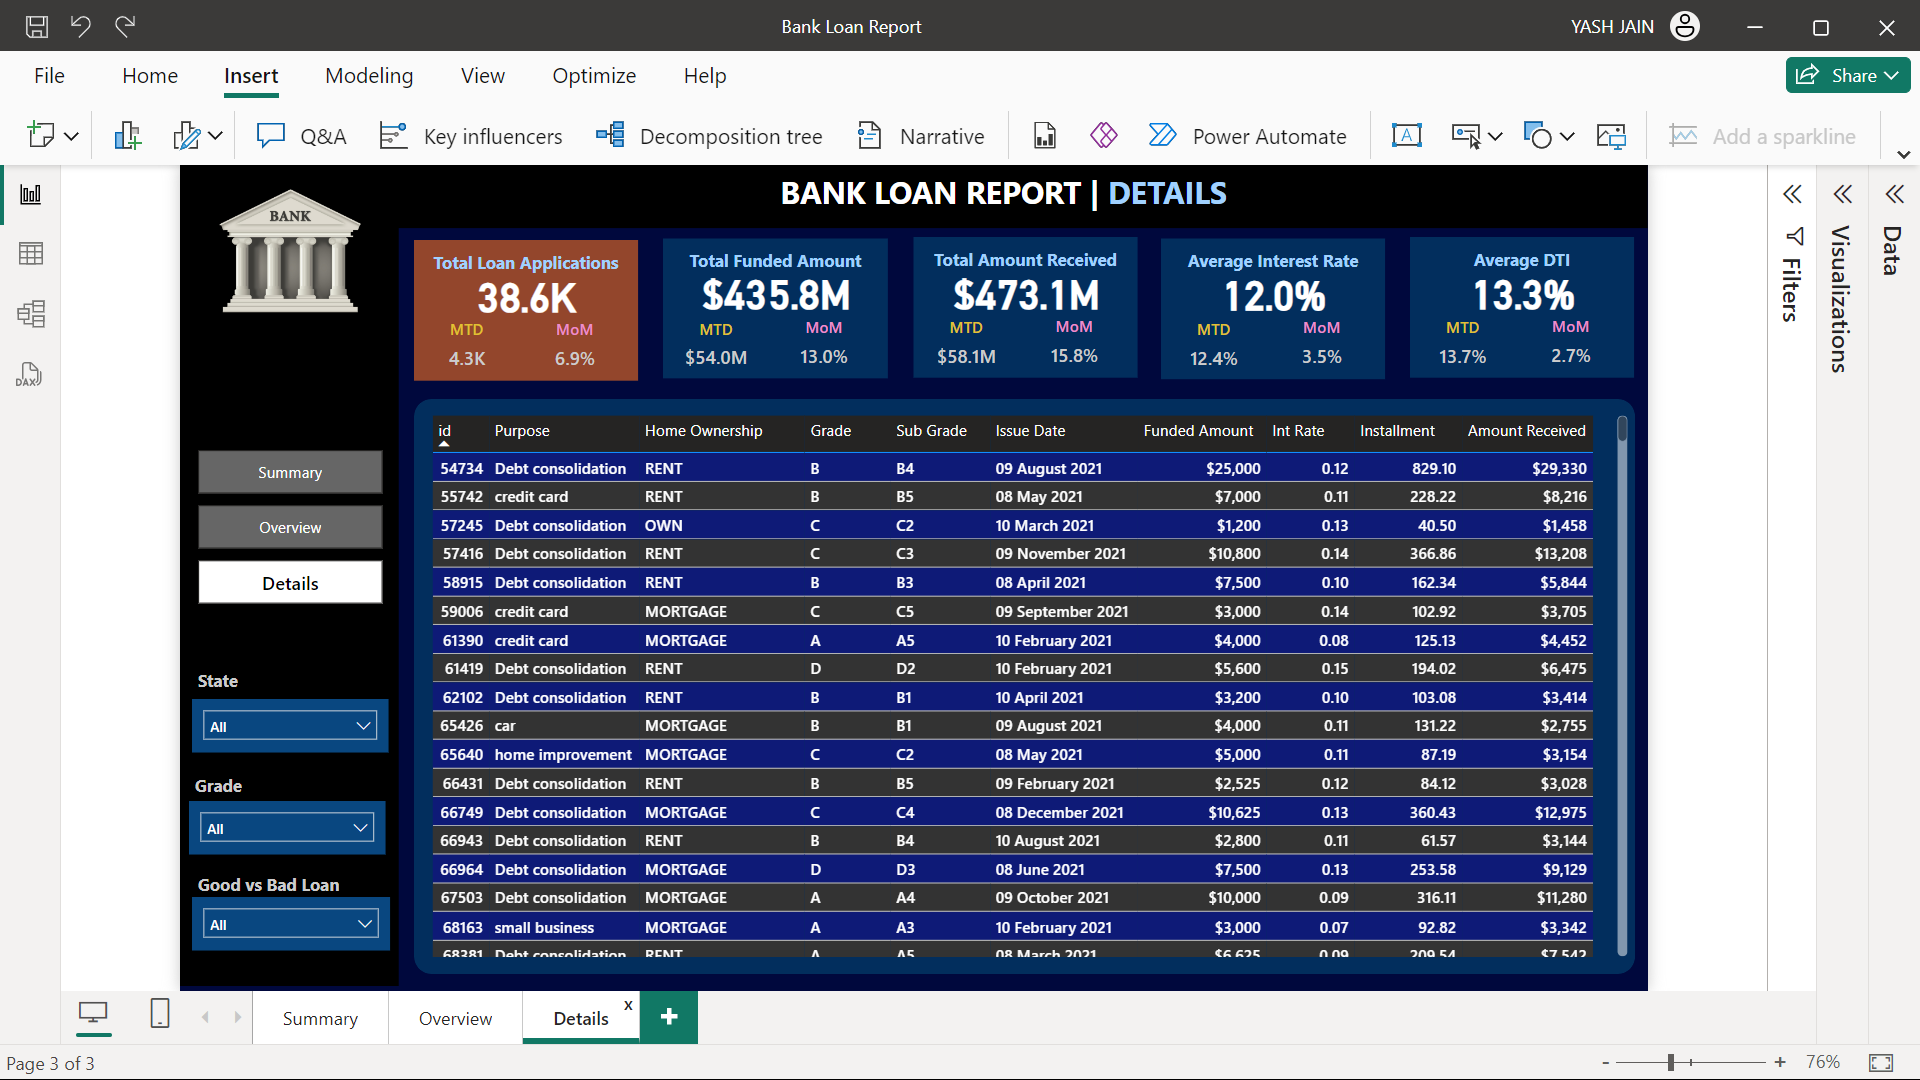 Bank Loan Report
YASH JAIN
File Home Insert Modeling View Optimize Help
Share
Q&A Key influencers Decomposition tree Narrative Power Automate A Add a sparkline
BANK
BANK LOAN REPORT | DETAILS
Total Loan Applications
38.6K
MTD MoM
4.3K 6.9%
Total Funded Amount
$435.8M
MTD MoM
$54.0M 13.0%
Total Amount Received
$473.1M
MTD MoM
$58.1M 15.8%
Average Interest Rate
12.0%
MTD MoM
12.4% 3.5%
Average DTI
13.3%
MTD MoM
13.7% 2.7%
Filters
Visualizations
Data
DAX
Summary
Overview
Details
State
All
Grade
All
Good vs Bad Loan
All
id Purpose Home Ownership Grade Sub Grade Issue Date Funded Amount Int Rate Installment Amount Received
54734 Debt consolidation RENT B B4 09 August 2021 $25,000 0.12 829.10 $29,330
55742 credit card RENT B B5 08 May 2021 $7,000 0.11 228.22 $8,216
57245 Debt consolidation OWN C C2 10 March 2021 $1,200 0.13 40.50 $1,458
57416 Debt consolidation RENT C C3 09 November 2021 $10,800 0.14 366.86 $13,208
58915 Debt consolidation RENT B B3 08 April 2021 $7,500 0.10 162.34 $5,844
59006 credit card MORTGAGE C C5 09 September 2021 $3,000 0.14 102.92 $3,705
61390 credit card MORTGAGE A A5 10 February 2021 $4,000 0.08 125.13 $4,452
61419 Debt consolidation RENT D D2 10 February 2021 $5,600 0.15 194.02 $6,475
62102 Debt consolidation RENT B B1 10 April 2021 $3,200 0.10 103.08 $3,414
65426 car MORTGAGE B B1 09 August 2021 $4,000 0.11 131.22 $2,755
65640 home improvement MORTGAGE C C2 08 May 2021 $5,000 0.11 87.19 $3,154
66431 Debt consolidation RENT B B5 09 February 2021 $2,525 0.12 84.12 $3,028
66749 Debt consolidation MORTGAGE C C4 08 December 2021 $10,625 0.13 360.43 $12,975
66943 Debt consolidation RENT B B4 10 August 2021 $2,800 0.11 61.57 $3,144
66964 Debt consolidation MORTGAGE D D3 08 June 2021 $7,500 0.13 253.58 $9,129
67503 Debt consolidation MORTGAGE A A4 09 October 2021 $10,000 0.09 316.11 $11,280
68163 small business MORTGAGE A A3 10 February 2021 $3,000 0.07 92.82 $3,342
68381 Debt consolidation RENT A A5 08 March 2021 $6,625 0.09 209.54 $7,542
Summary Overview Details x +
Page 3 of 3
- + 76%